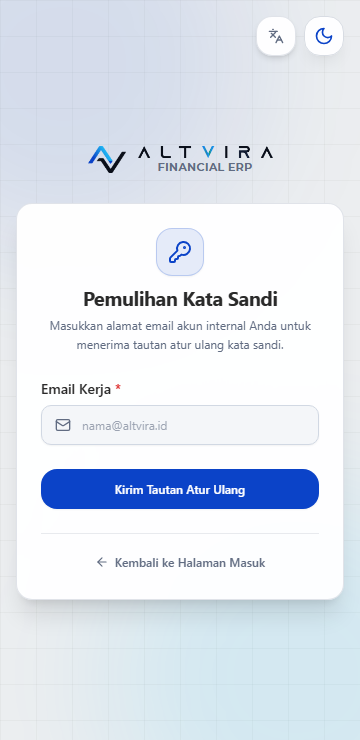 ALTVIRA
FINANCIAL ERP
Pemulihan Kata Sandi
Masukkan alamat email akun internal Anda untuk
menerima tautan atur ulang kata sandi.
Email Kerja *
nama@altvira.id
Kirim Tautan Atur Ulang
← Kembali ke Halaman Masuk